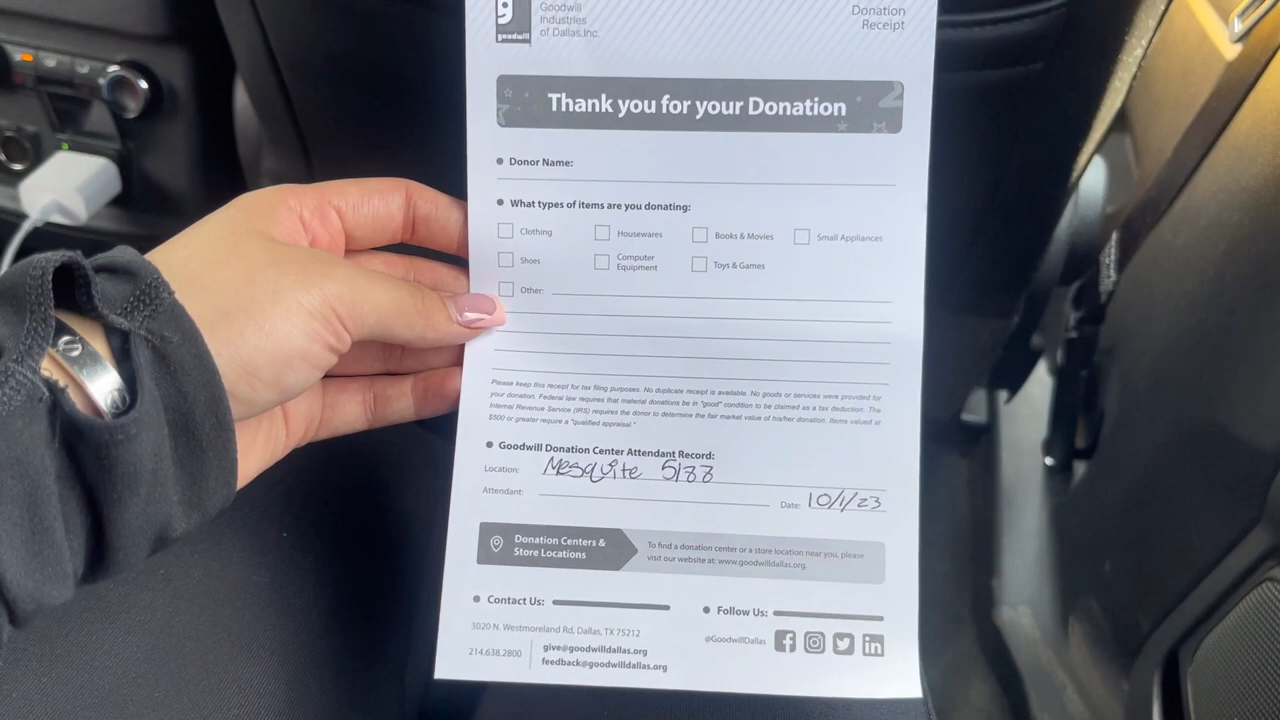 Goodwill
Industries
of Dallas.Inc.
goodwill
Donation
Receipt
Thank you for your Donation
Donor Name:
What types of items are you donating:
Clothing
Housewares
Books & Movies
Small Appliances
Shoes
Computer
Equipment
Toys & Games
Other:
Please keep this receipt for tax filing purposes. No duplicate receipt is available. No goods or services were provided for
your donation. Federal law requires that material donations be in "good" condition to be claimed as a tax deduction. The
Internal Revenue Service (IRS) requires the donor to determine the fair market value of his/her donation. Items valued at
$500 or greater require a "qualified appraisal."
Goodwill Donation Center Attendant Record:
Location: Mesquite 5188
Attendant:
Date: 10/1/23
Donation Centers &
Store Locations
To find a donation center or a store location near you, please
visit our website at: www.goodwilldallas.org.
Contact Us:
Follow Us:
3020 N. Westmoreland Rd, Dallas, TX 75212
@GoodwillDallas
214.638.2800
give@goodwilldallas.org
feedback@goodwilldallas.org